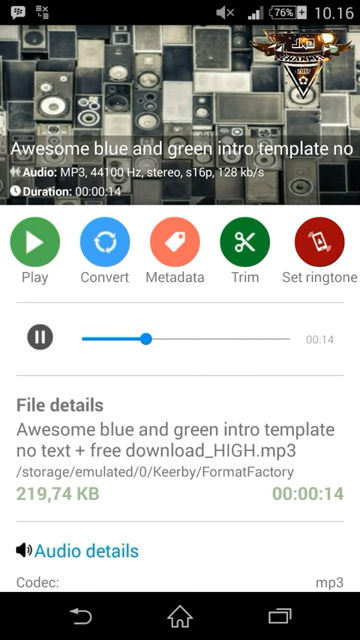 76% 10.16
Awesome blue and green intro template no
Audio: MP3, 44100 Hz, stereo, s16p, 128 kb/s
Duration: 00:00:14
Play Convert Metadata Trim Set ringtone
00:14
File details
Awesome blue and green intro template
no text + free download_HIGH.mp3
/storage/emulated/0/Keerby/FormatFactory
219,74 KB 00:00:14
Audio details
Codec: mp3